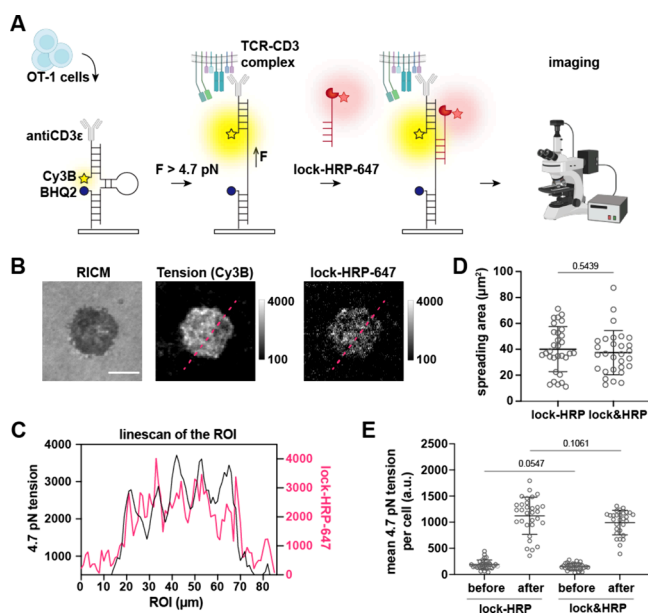 A
OT-1 cells
TCR-CD3
complex
imaging
antiCD3ε
Cy3B
BHQ2
F > 4.7 pN
F
lock-HRP-647
B
RICM
Tension (Cy3B)
lock-HRP-647
4000
100
4000
100
C
linescan of the ROI
4.7 pN tension
4000
3000
2000
1000
lock-HRP-647
4000
3000
2000
1000
0
0 10 20 30 40 50 60 70 80
ROI (μm)
D
0.5439
spreading area (μm²)
100
80
60
40
20
0
lock-HRP lock&HRP
E
0.1061
0.0547
mean 4.7 pN tension
per cell (a.u.)
2500
2000
1500
1000
500
0
before after before after
lock-HRP lock&HRP